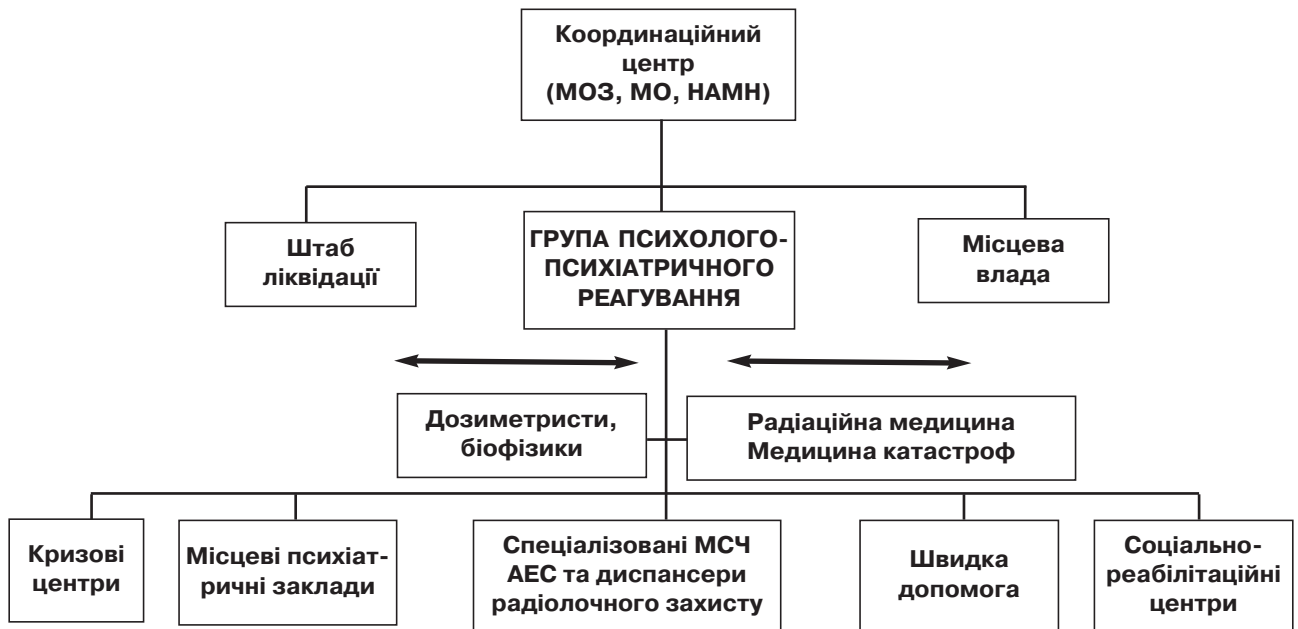 Координаційний
центр
(МОЗ, МО, НАМН)
Штаб
ліквідації
ГРУПА ПСИХОЛОГО-
ПСИХІАТРИЧНОГО
РЕАГУВАННЯ
Місцева
влада
Дозиметристи,
біофізики
Радіаційна медицина
Медицина катастроф
Кризові
центри
Місцеві психіат-
ричні заклади
Спеціалізовані МСЧ
АЕС та диспансери
радіолочного захисту
Швидка
допомога
Соціально-
реабілітаційні
центри